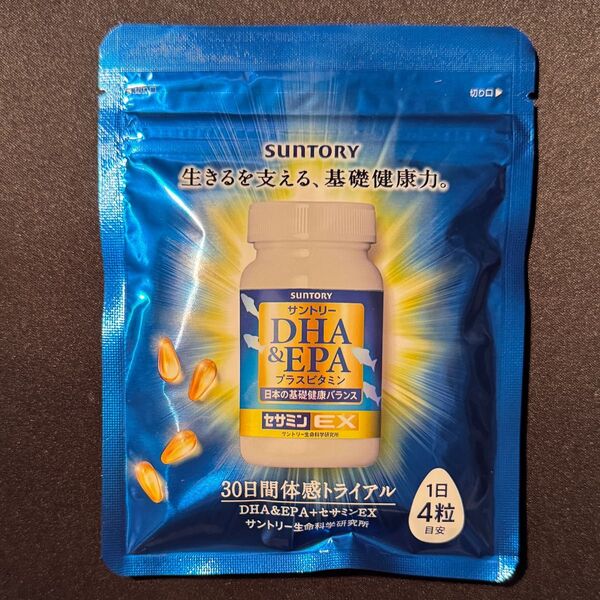 切り口▷
SUNTORY
生きるを支える、基礎健康力。
SUNTORY
サントリー
DHA
&EPA
プラスビタミン
日本の基礎健康バランス
セサミンEX
サントリー生命科学研究所
30日間体感トライアル
DHA&EPA+セサミンEX
サントリー生命科学研究所
1日
4粒
目安